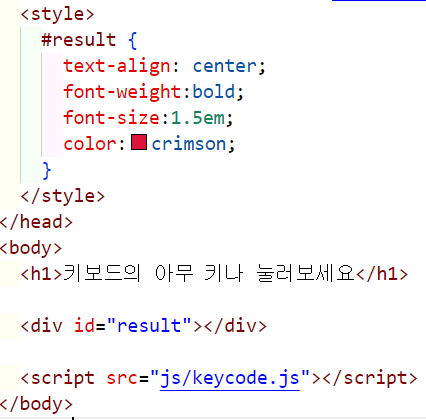 <style>
#result {
text-align: center;
font-weight:bold;
font-size:1.5em;
color:crimson;
}
</style>
</head>
<body>
<h1>키보드의 아무 키나 눌러보세요</h1>
<div id="result"></div>
<script src="js/keycode.js"></script>
</body>